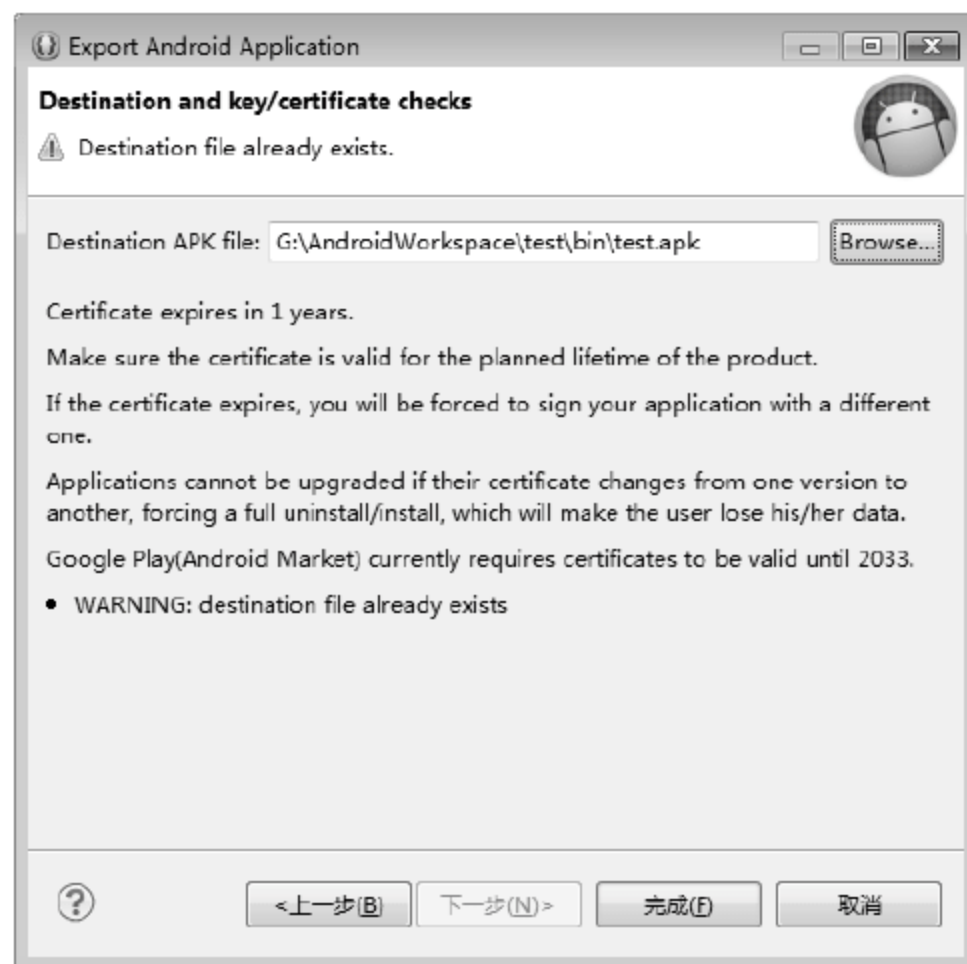 Export Android Application
Destination and key/certificate checks
Destination file already exists.
Destination APK file: G:\AndroidWorkspace\test\bin\test.apk Browse...
Certificate expires in 1 years.
Make sure the certificate is valid for the planned lifetime of the product.
If the certificate expires, you will be forced to sign your application with a different
one.
Applications cannot be upgraded if their certificate changes from one version to
another, forcing a full uninstall/install, which will make the user lose his/her data.
Google Play(Android Market) currently requires certificates to be valid until 2033.
• WARNING: destination file already exists
? <上一步(B) 下一步(N)> 完成(F) 取消